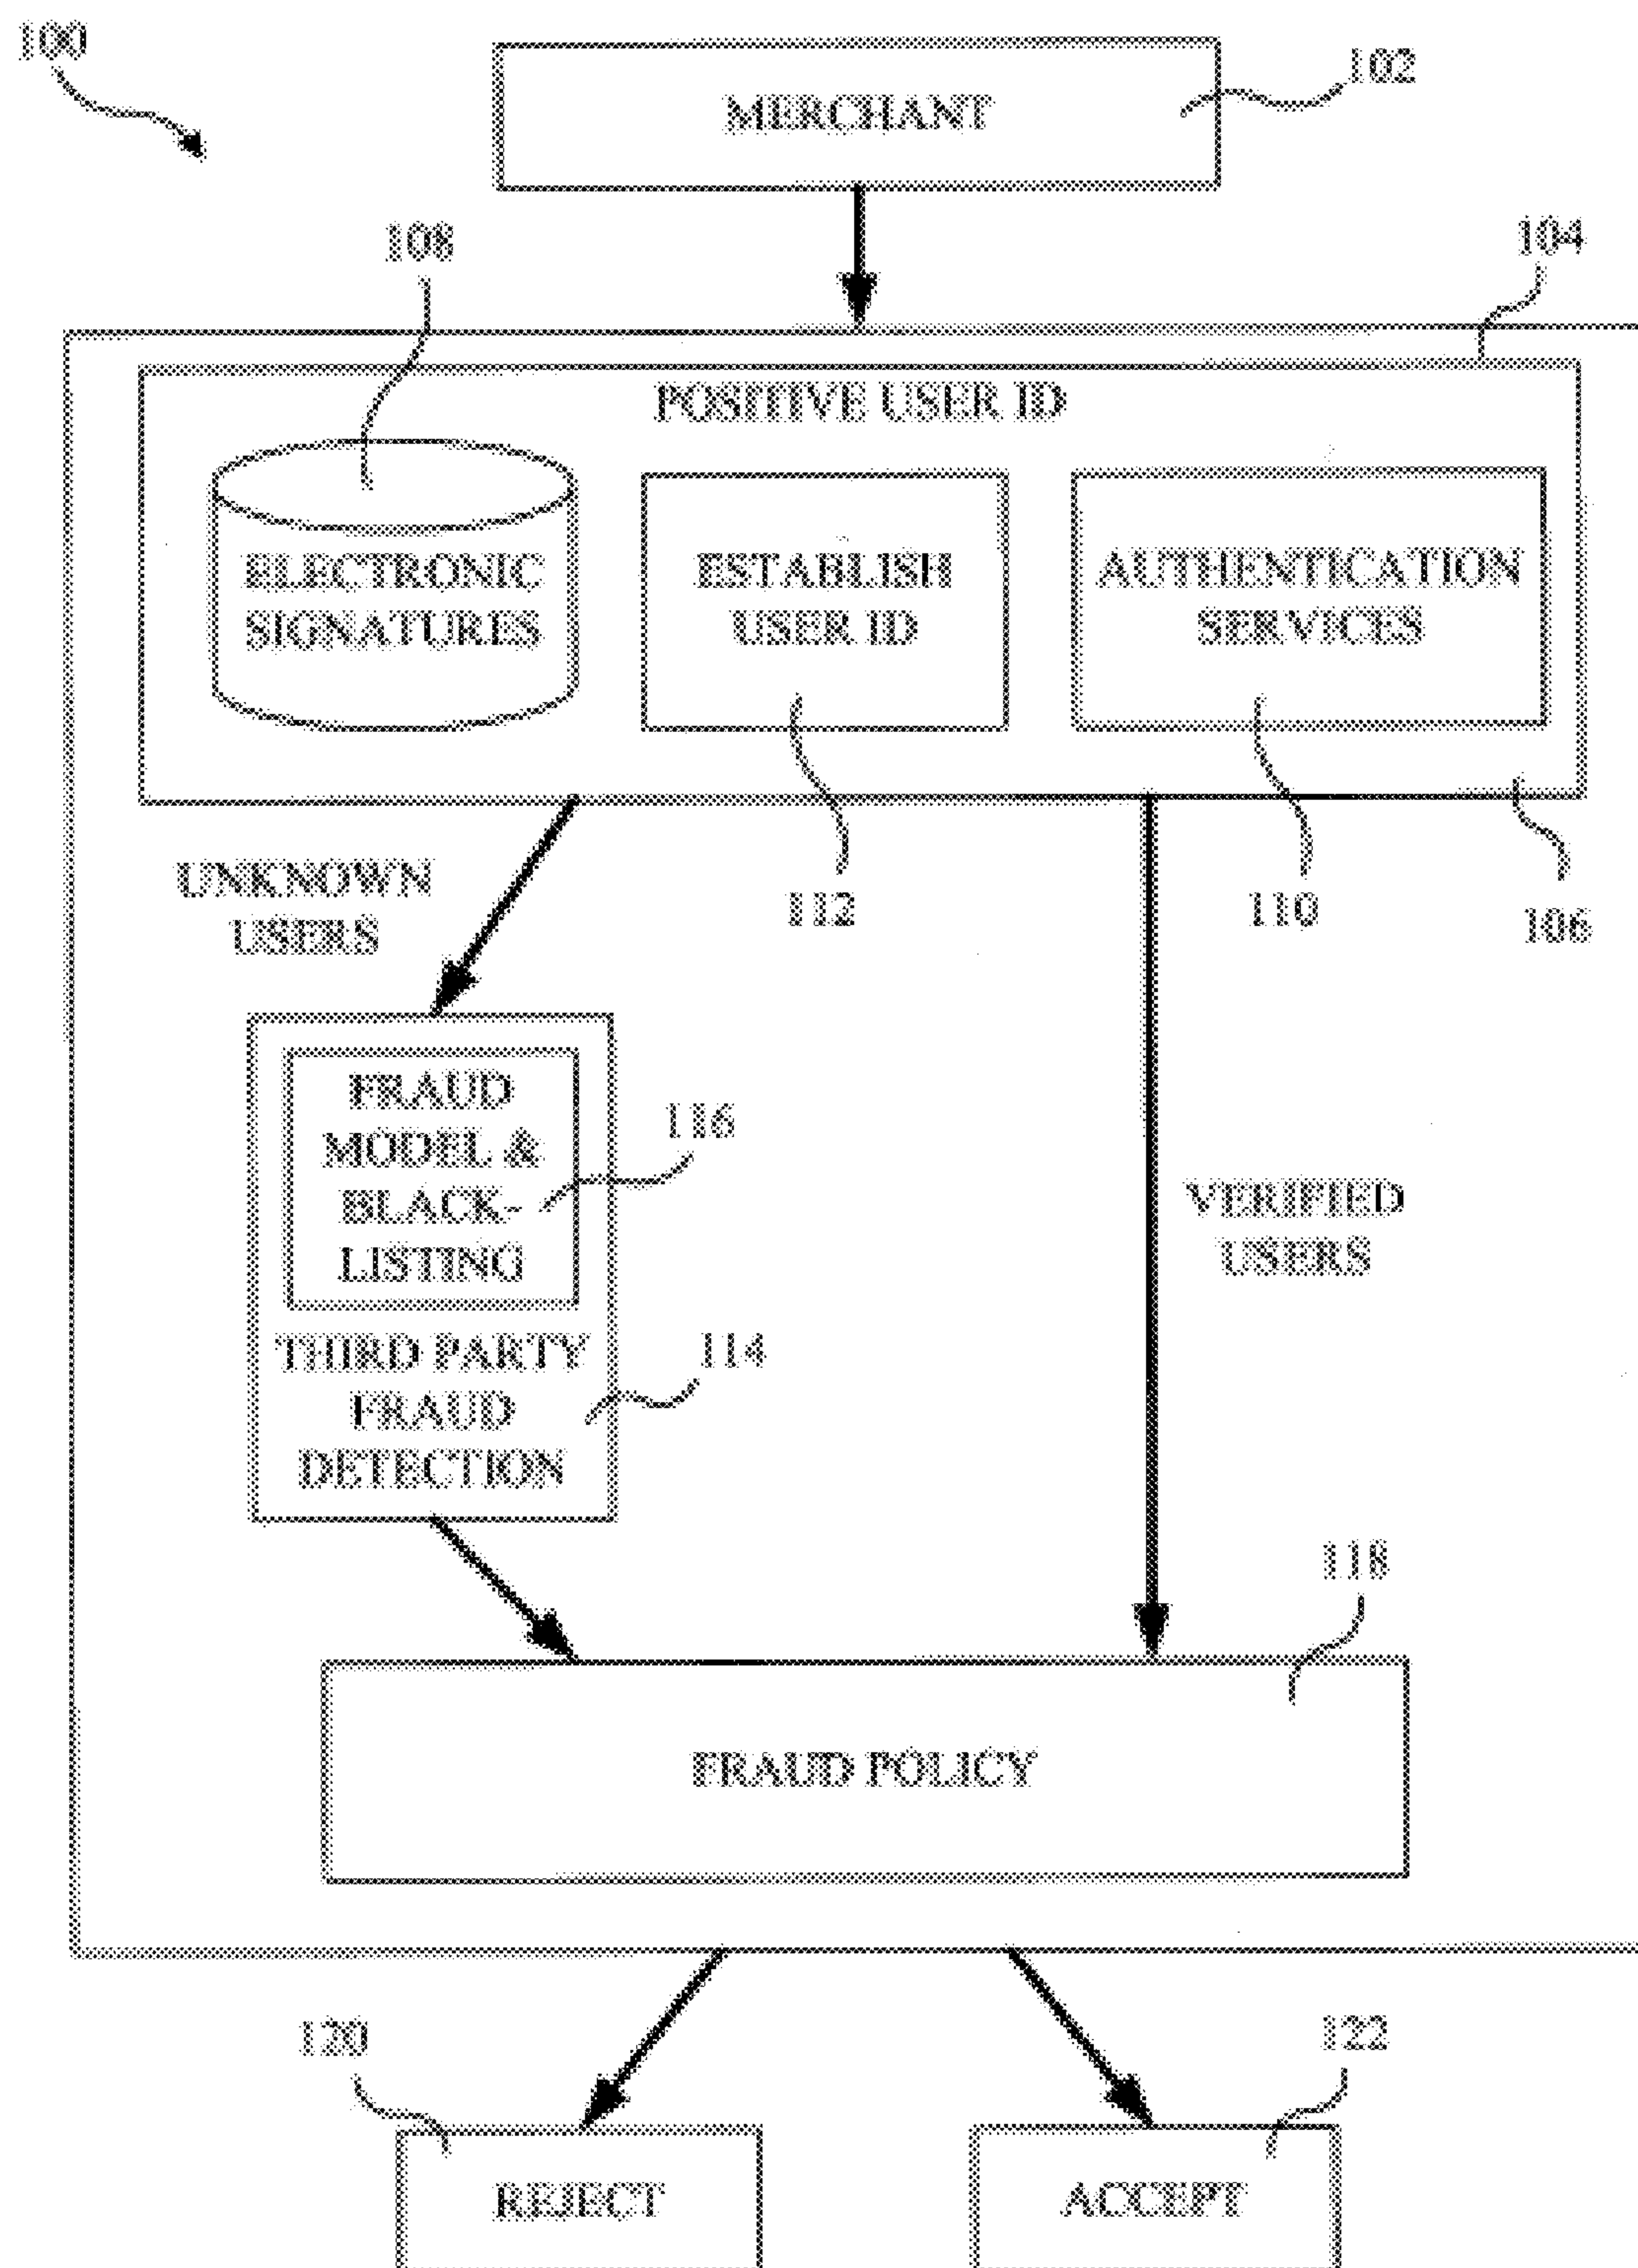 100
MERCHANT
102
108
104
POSITIVE USER ID
ELECTRONIC
SIGNATURES
ESTABLISH
USER ID
AUTHENTICATION
SERVICES
UNKNOWN
USERS
112
110
106
FRAUD
MODEL &
BLACK-
LISTING
116
THIRD PARTY
FRAUD
DETECTION
114
VERIFIED
USERS
118
FRAUD POLICY
120
122
REJECT
ACCEPT